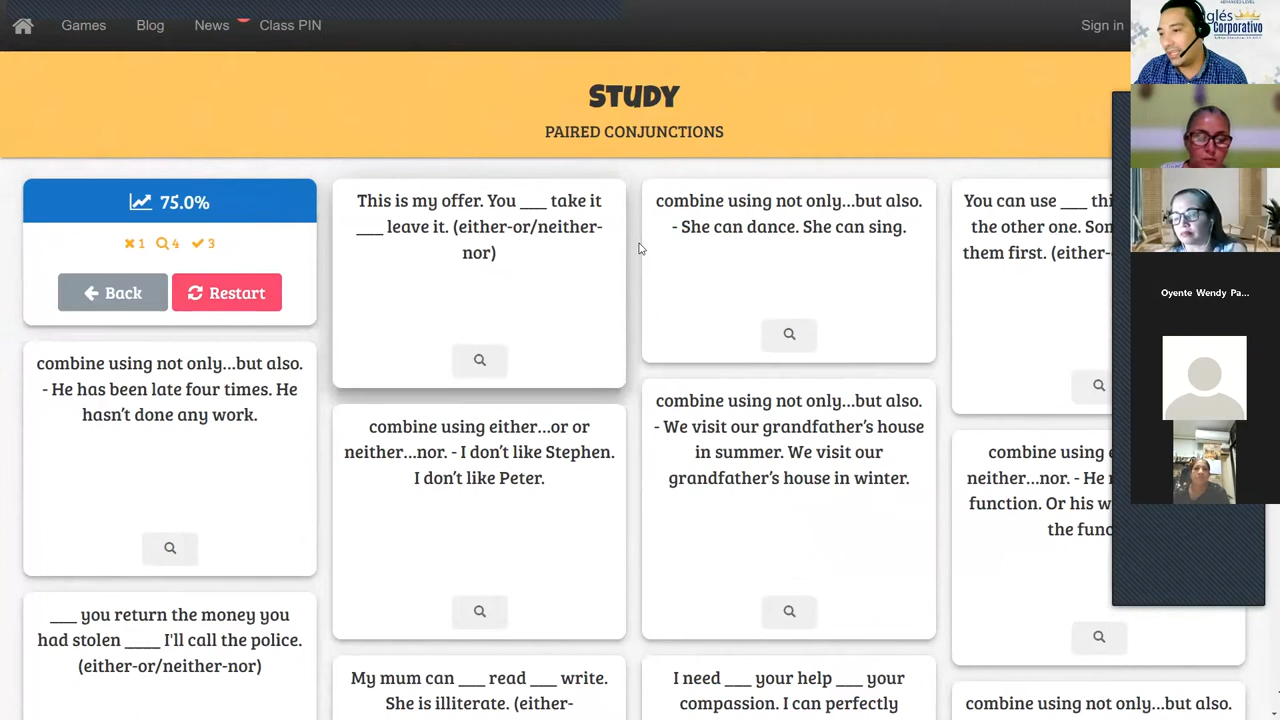 Games Blog News Class PIN Sign in
ADVANCED LEVEL
glés
Corporativo
STUDY
PAIRED CONJUNCTIONS
75.0%
1 4 3
Back Restart
combine using not only...but also.
- He has been late four times. He
hasn't done any work.
___ you return the money you
had stolen ____ I'll call the police.
(either-or/neither-nor)
This is my offer. You ___ take it
___ leave it. (either-or/neither-
nor)
combine using either...or or
neither...nor. - I don't like Stephen.
I don't like Peter.
My mum can ___ read ___ write.
She is illiterate. (either-
combine using not only...but also.
- She can dance. She can sing.
combine using not only...but also.
- We visit our grandfather's house
in summer. We visit our
grandfather's house in winter.
I need ___ your help ___ your
compassion. I can perfectly
You can use ___ thi
the other one. Som
them first. (either-
combine using e
neither...nor. - He
function. Or his w
the func
combine using not only...but also.
Oyente Wendy Pa...